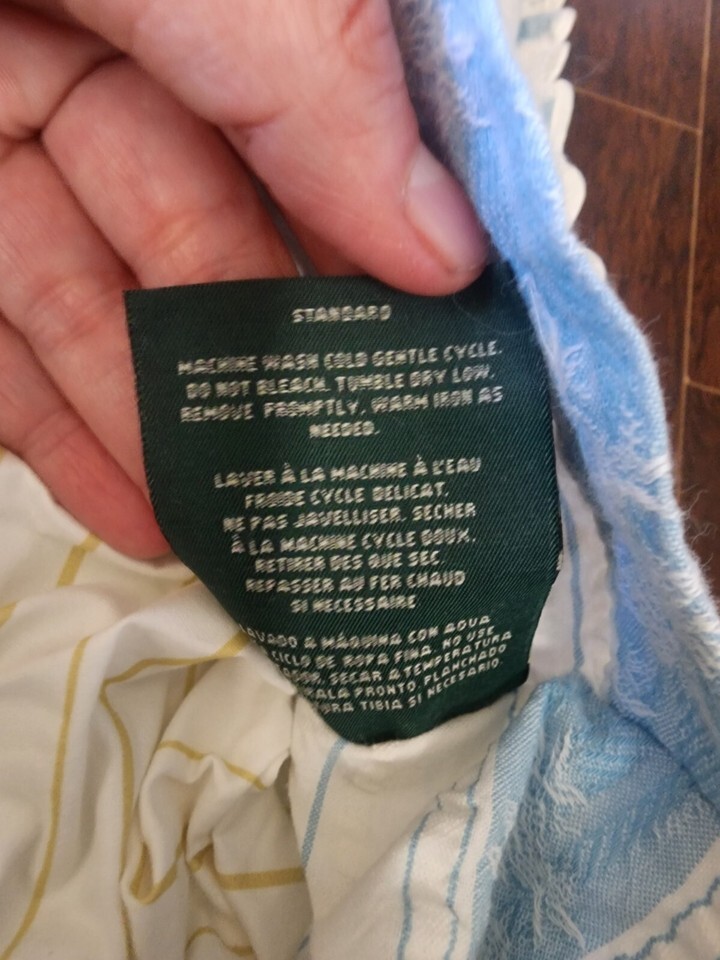 STANDARD
MACHINE WASH COLD GENTLE CYCLE.
DO NOT BLEACH. TUMBLE DRY LOW.
REMOVE PROMPTLY. WARM IRON AS
NEEDED.
LAVER À LA MACHINE À L'EAU
FROIDE CYCLE DELICAT.
NE PAS JAVELLISER. SECHER
À LA MACHINE CYCLE DOUX.
RETIRER DES QUE SEC
REPASSER AU FER CHAUD
SI NECESSAIRE
LAVADO A MÁQUINA CON AGUA
CICLO DE ROPA FINA. NO USE
SECAR A TEMPERATURA
PRONTO. PLANCHADO
TIBIA SI NECESARIO.